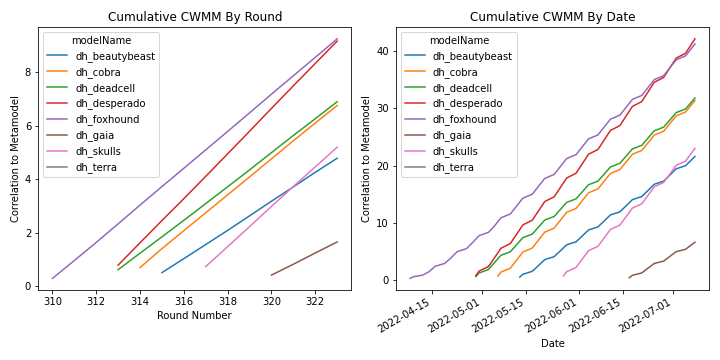 Cumulative CWMM By Round
Correlation to Metamodel
8
6
4
2
0
modelName
dh_beautybeast
dh_cobra
dh_deadcell
dh_desperado
dh_foxhound
dh_gaia
dh_skulls
dh_terra
310 312 314 316 318 320 322
Round Number
Cumulative CWMM By Date
Correlation to Metamodel
40
30
20
10
0
modelName
dh_beautybeast
dh_cobra
dh_deadcell
dh_desperado
dh_foxhound
dh_gaia
dh_skulls
dh_terra
2022-04-15 2022-05-01 2022-05-15 2022-06-01 2022-06-15 2022-07-01
Date